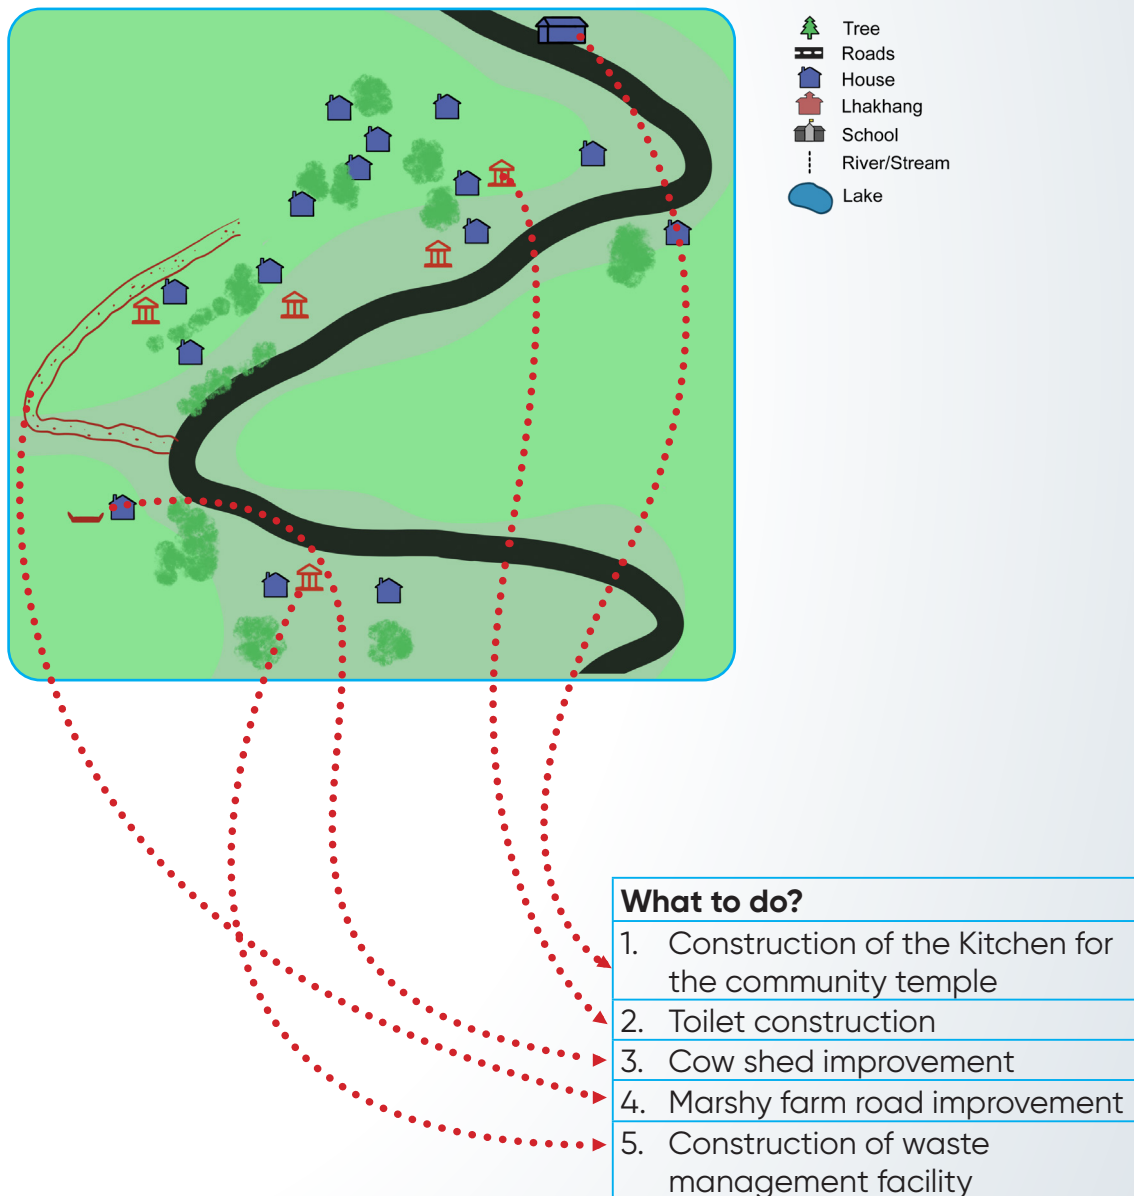 Tree
Roads
House
Lhakhang
School
River/Stream
Lake
What to do?
1. Construction of the Kitchen for
the community temple
2. Toilet construction
3. Cow shed improvement
4. Marshy farm road improvement
5. Construction of waste
management facility